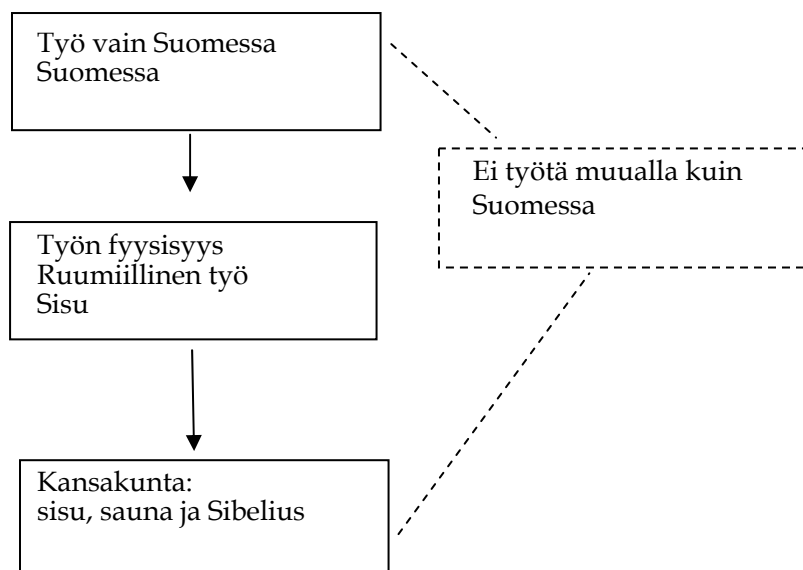 Työ vain Suomessa
Suomessa
Ei työtä muualla kuin
Suomessa
Työn fyysisyys
Ruumiillinen työ
Sisu
Kansakunta:
sisu, sauna ja Sibelius